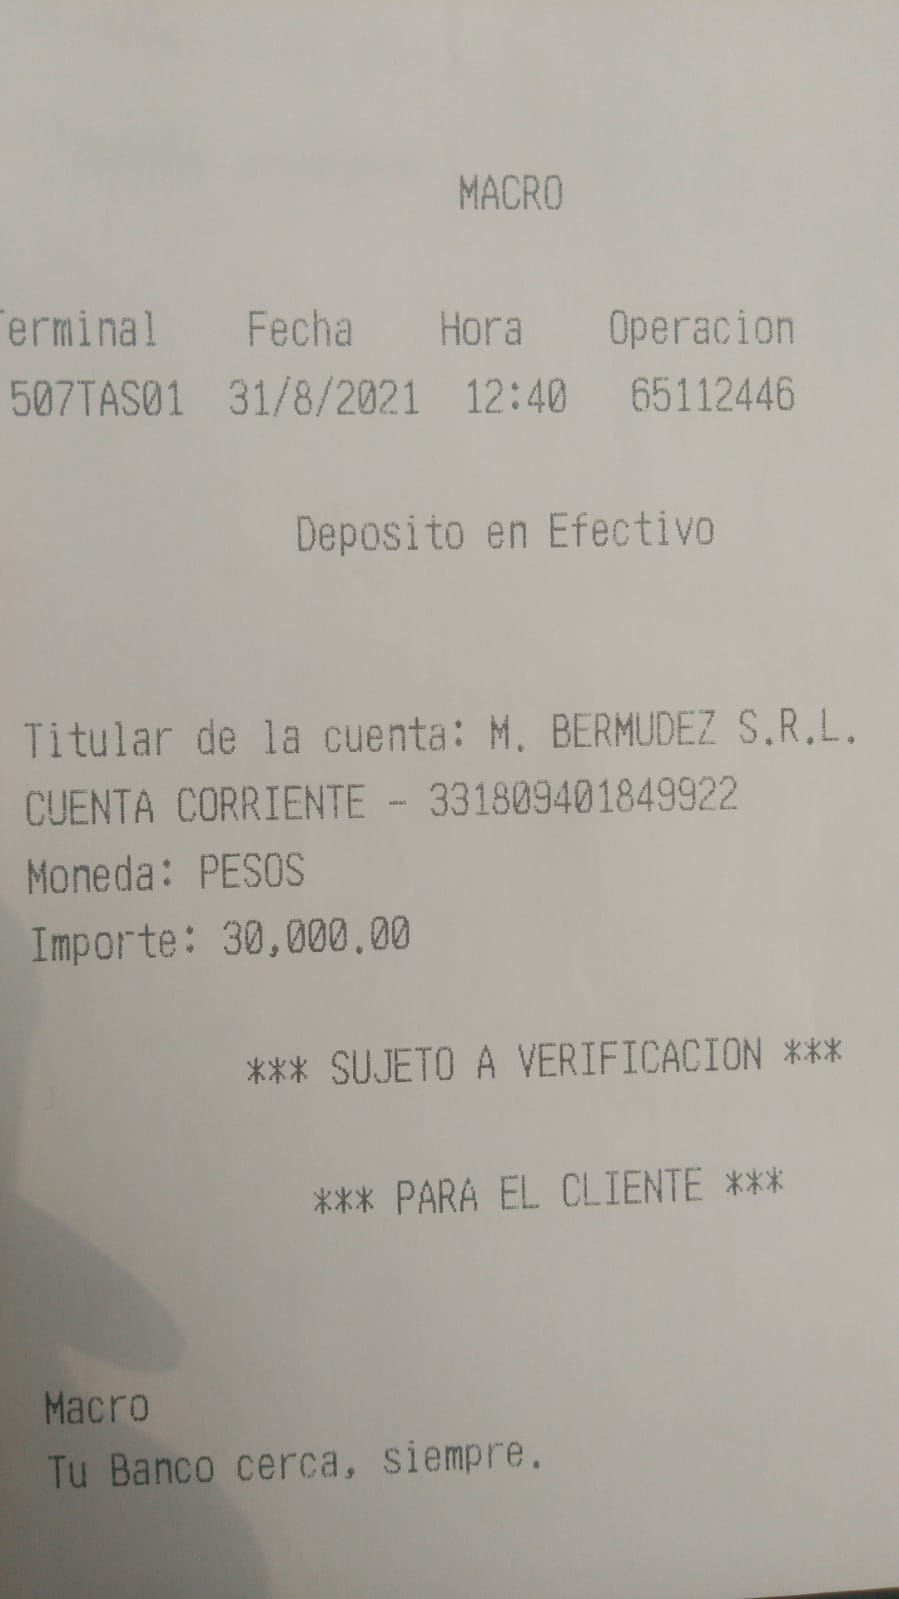 MACRO
Terminal Fecha Hora Operacion
507TAS01 31/8/2021 12:40 65112446
Deposito en Efectivo
Titular de la cuenta: M. BERMUDEZ S.R.L.
CUENTA CORRIENTE - 331809401849922
Moneda: PESOS
Importe: 30,000.00
*** SUJETO A VERIFICACION ***
*** PARA EL CLIENTE ***
Macro
Tu Banco cerca, siempre.